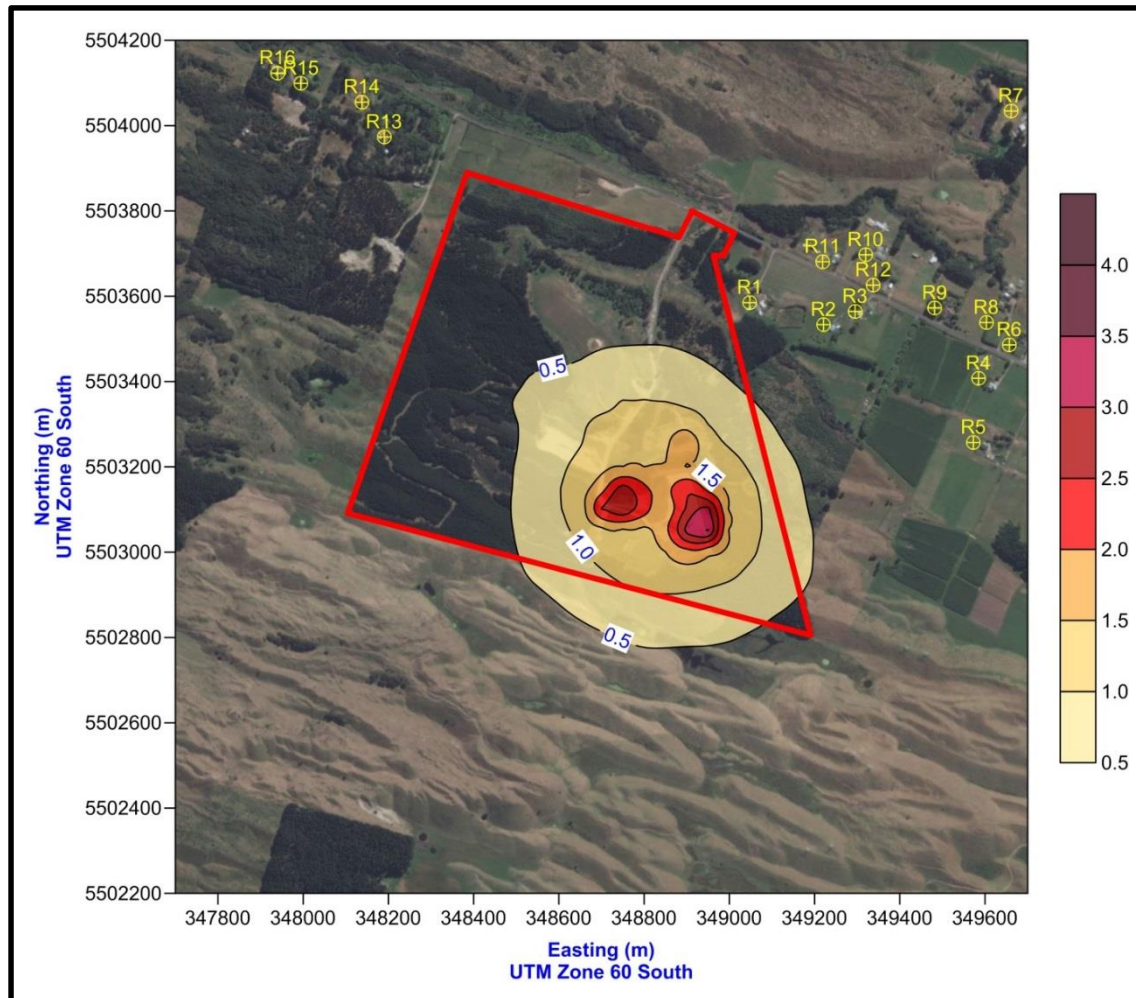 5504200
5504000
5503800
5503600
5503400
5503200
5503000
5502800
5502600
5502400
5502200
Northing (m)
UTM Zone 60 South
R16
R15
R14
R13
R7
R11
R10
R12
R1
R2
R3
R9
R8
R6
R4
R5
0.5
1.5
1.0
0.5
4.0
3.5
3.0
2.5
2.0
1.5
1.0
0.5
347800 348000 348200 348400 348600 348800 349000 349200 349400 349600
Easting (m)
UTM Zone 60 South